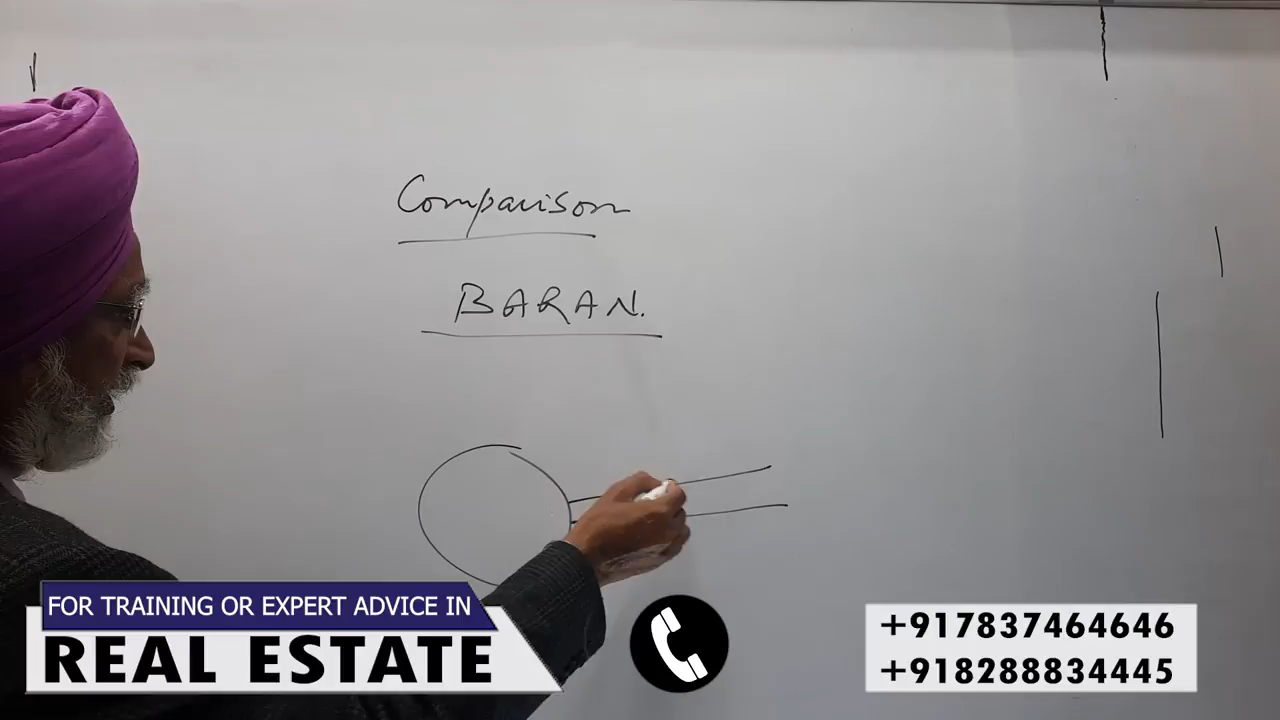 Comparison
BARAN.
FOR TRAINING OR EXPERT ADVICE IN
REAL ESTATE
+917837464646
+918288834445